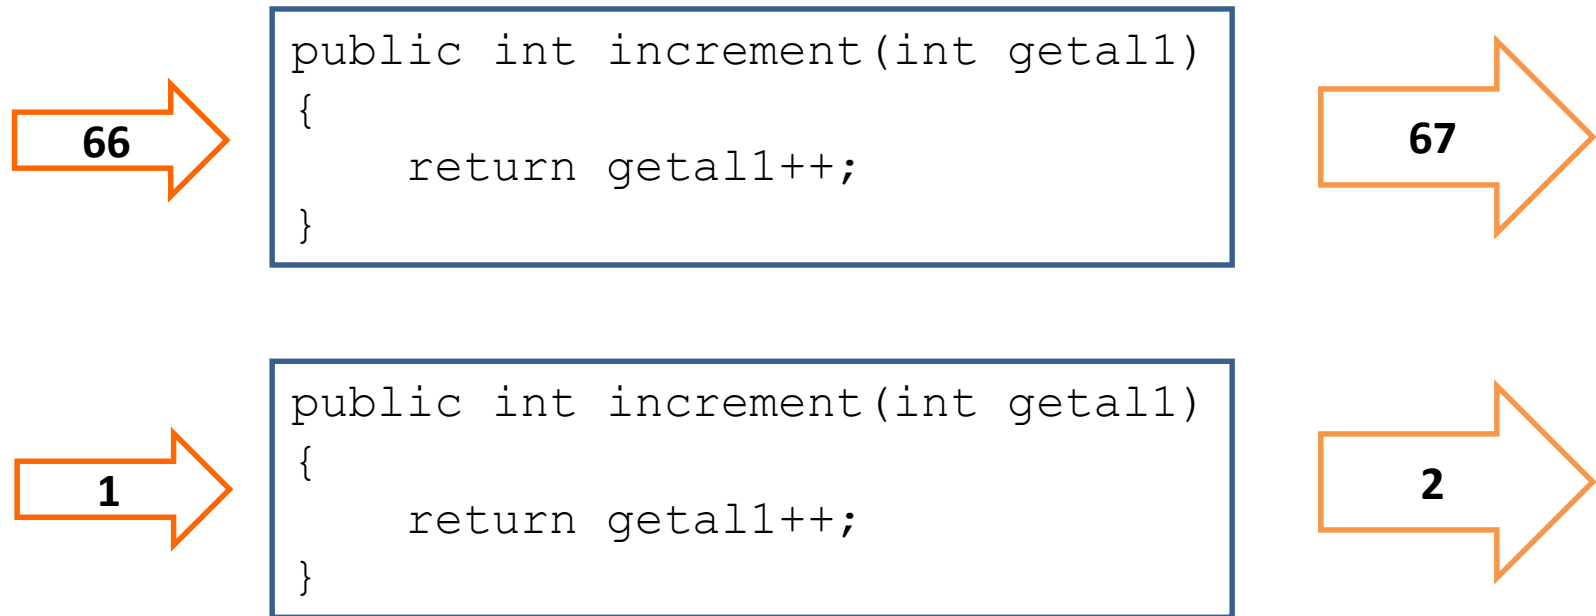 public int increment(int getal1)
{
66
67
return getal1++;
}
public int increment(int getal1)
{
1
2
return getal1++;
}